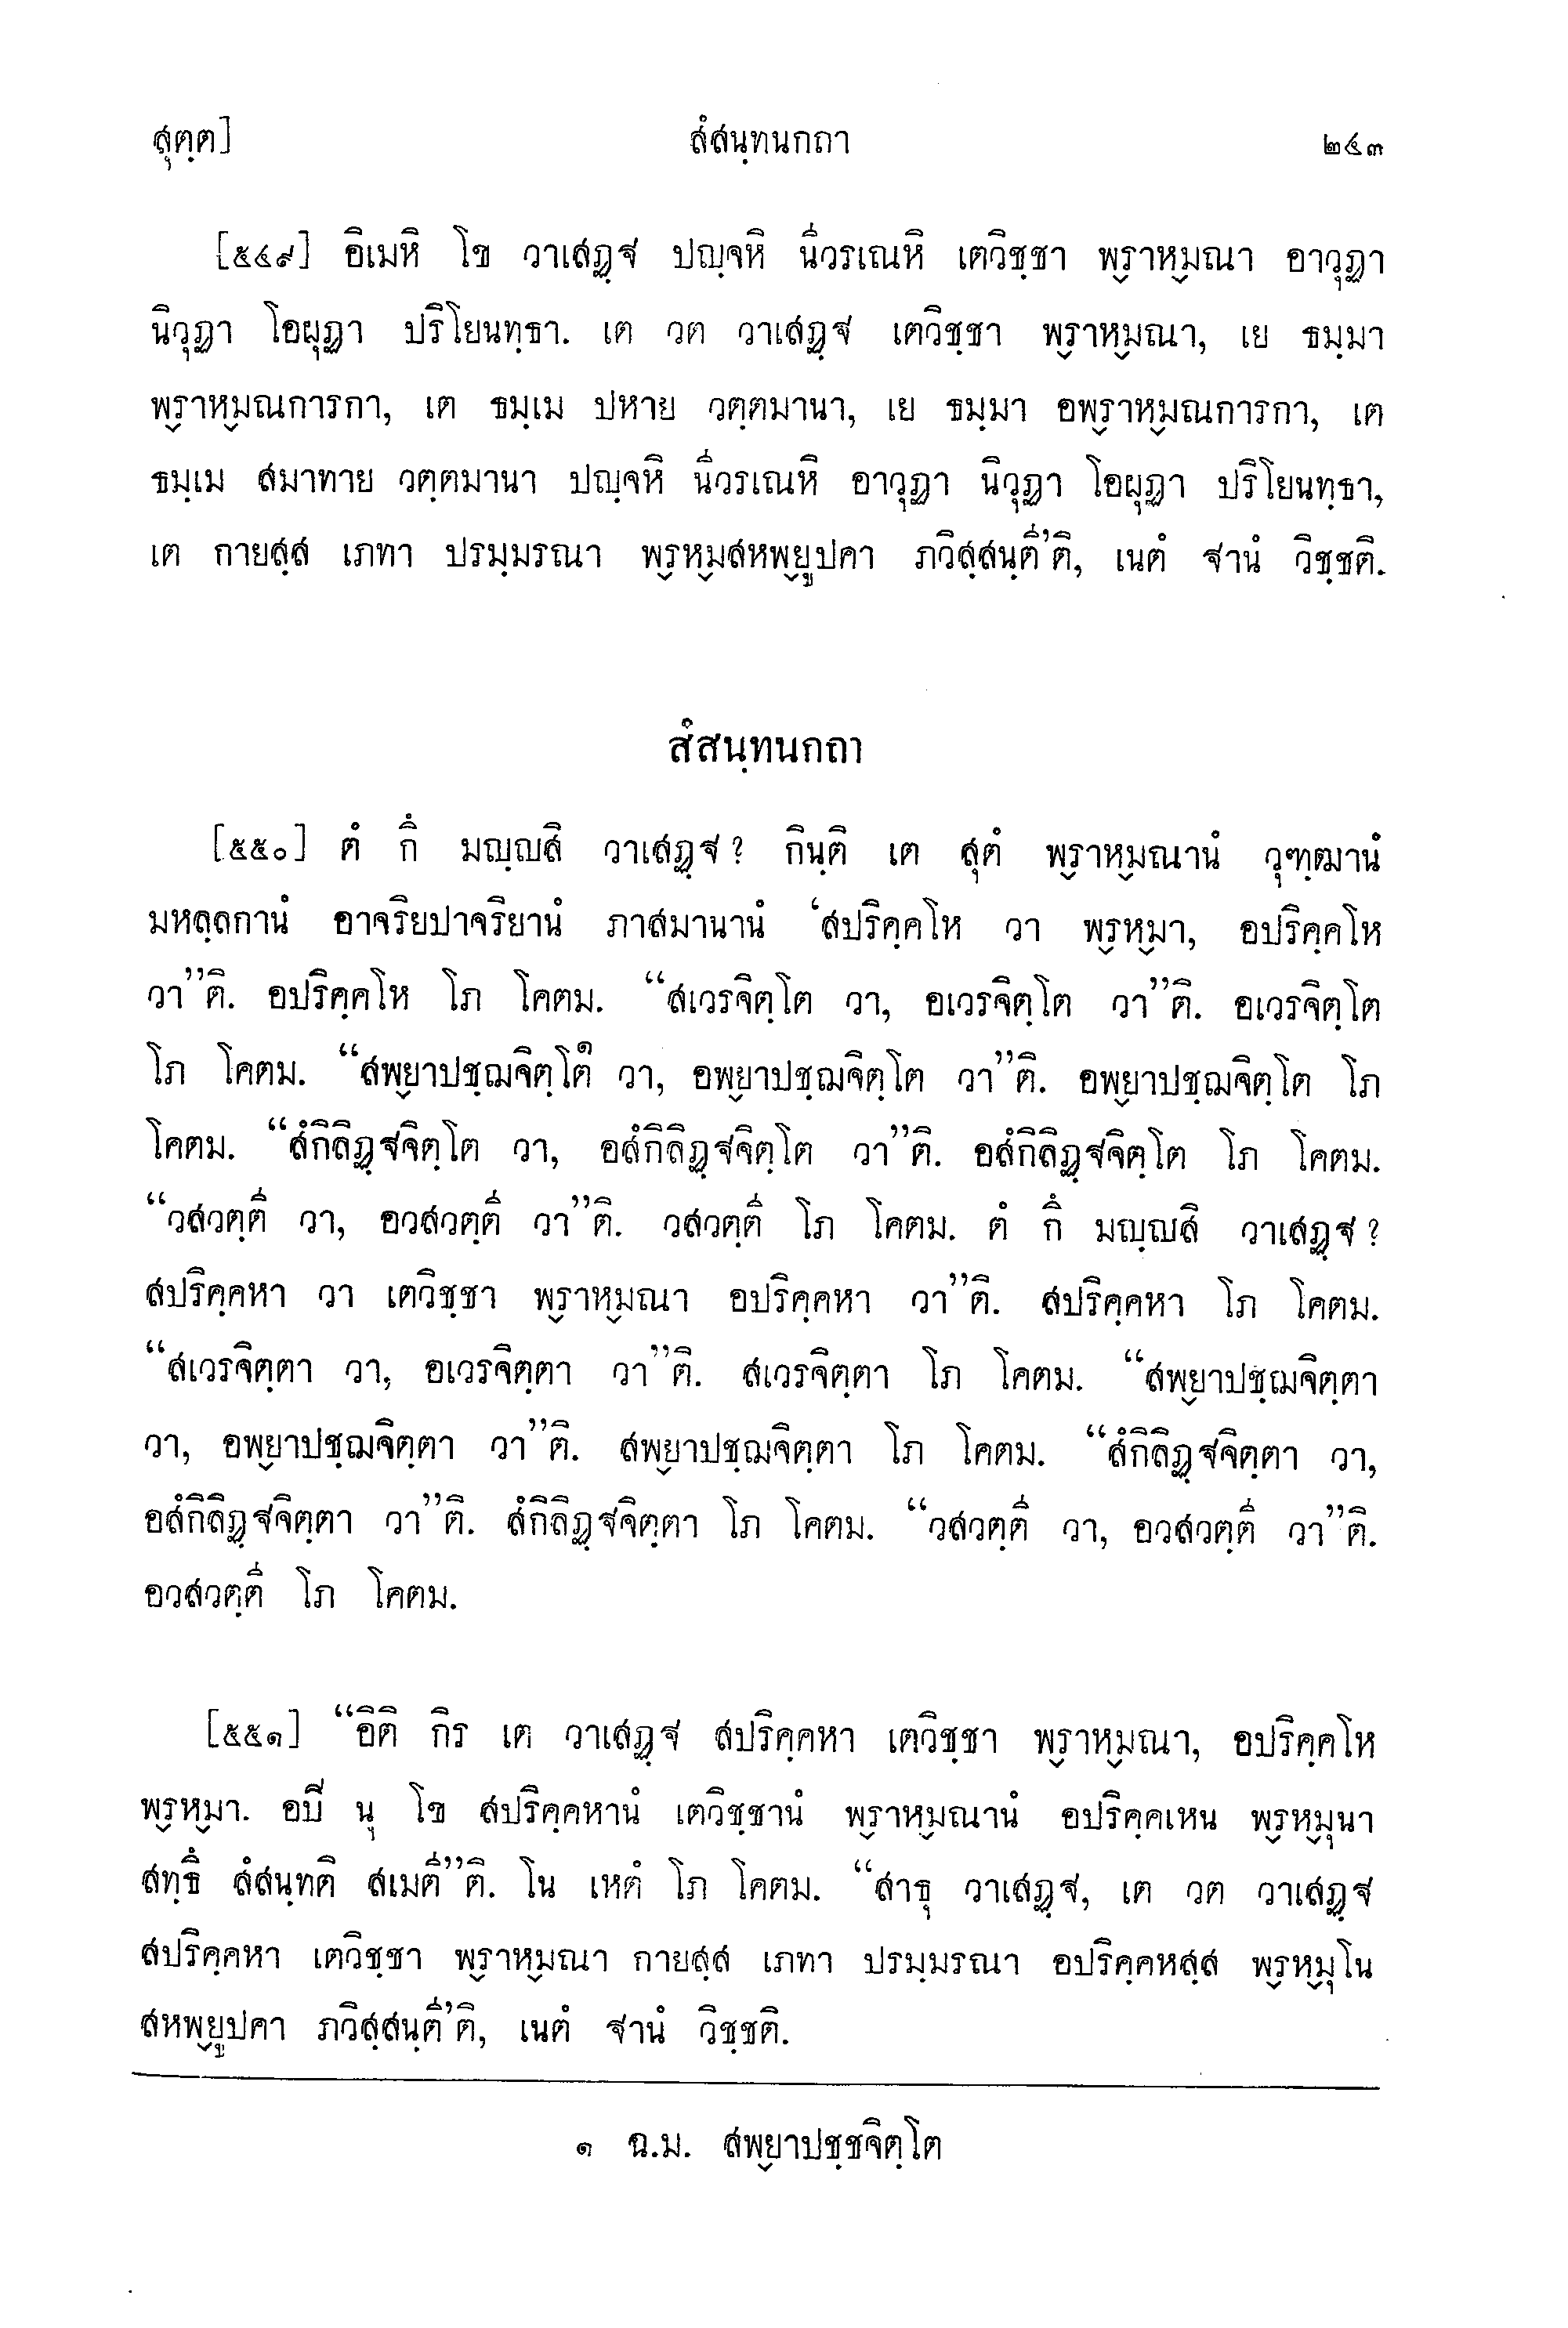 สุตฺต] สํสนฺทนกถา ๒๔๓
[๕๔๙] อิเมหิ โข วาเสฏฺฐ ปญฺจหิ นีวรเณหิ เตวิชฺชา พฺราหฺมณา อาวุฏา
นิวุฏา โอผุฏา ปริโยนทฺธา. เต วต วาเสฏฺฐ เตวิชฺชา พฺราหฺมณา, เย ธมฺมา
พฺราหฺมณการกา, เต ธมฺเม ปหาย วตฺตมานา, เย ธมฺมา อพฺราหฺมณการกา, เต
ธมฺเม สมาทาย วตฺตมานา ปญฺจหิ นีวรเณหิ อาวุฏา นิวุฏา โอผุฏา ปริโยนทฺธา,
เต กายสฺส เภทา ปรมฺมรณา พฺรหฺมสหพฺยูปคา ภวิสฺสนฺตี’ติ, เนตํ ฐานํ วิชฺชติ.
สํสนฺทนกถา
[๕๕๐] ตํ กึ มญฺญสิ วาเสฏฺฐ? กินฺติ เต สุตํ พฺราหฺมณานํ วุฑฺฒานํ
มหลฺลกานํ อาจริยปาจริยานํ ภาสมานานํ ‘สปริคฺคโห วา พฺรหฺมา, อปริคฺคโห
วา”ติ. อปริคฺคโห โภ โคตม. “สเวรจิตฺโต วา, อเวรจิตฺโต วา”ติ. อเวรจิตฺโต
โภ โคตม. “สพฺยาปชฺฌจิตฺโต๑ วา, อพฺยาปชฺฌจิตฺโต วา”ติ. อพฺยาปชฺฌจิตฺโต โภ
โคตม. “สํกิลิฏฺฐจิตฺโต วา, อสํกิลิฏฺฐจิตฺโต วา”ติ. อสํกิลิฏฺฐจิตฺโต โภ โคตม.
“วสวตฺตี วา, อวสวตฺตี วา”ติ. วสวตฺตี โภ โคตม. ตํ กึ มญฺญสิ วาเสฏฺฐ?
สปริคฺคหา วา เตวิชฺชา พฺราหฺมณา อปริคฺคหา วา”ติ. สปริคฺคหา โภ โคตม.
“สเวรจิตฺตา วา, อเวรจิตฺตา วา”ติ. สเวรจิตฺตา โภ โคตม. “สพฺยาปชฺฌจิตฺตา
วา, อพฺยาปชฺฌจิตฺตา วา”ติ. สพฺยาปชฺฌจิตฺตา โภ โคตม. “สํกิลิฏฺฐจิตฺตา วา,
อสํกิลิฏฺฐจิตฺตา วา”ติ. สํกิลิฏฺฐจิตฺตา โภ โคตม. “วสวตฺตี วา, อวสวตฺตี วา”ติ.
อวสวตฺตี โภ โคตม.
[๕๕๑] “อิติ กิร เต วาเสฏฺฐ สปริคฺคหา เตวิชฺชา พฺราหฺมณา, อปริคฺคโห
พฺรหฺมา. อปิ นุ โข สปริคฺคหานํ เตวิชฺชานํ พฺราหฺมณานํ อปริคฺคเหน พฺรหฺมุนา
สทฺธึ สํสนฺทติ สเมตี”ติ. โน เหตํ โภ โคตม. “สาธุ วาเสฏฺฐ, เต วต วาเสฏฺฐ
สปริคฺคหา เตวิชฺชา พฺราหฺมณา กายสฺส เภทา ปรมฺมรณา อปริคฺคหสฺส พฺรหฺมุโน
สหพฺยูปคา ภวิสฺสนฺตี’ติ, เนตํ ฐานํ วิชฺชติ.
๑ ฉ.ม. สพฺยาปชฺชจิตฺโต